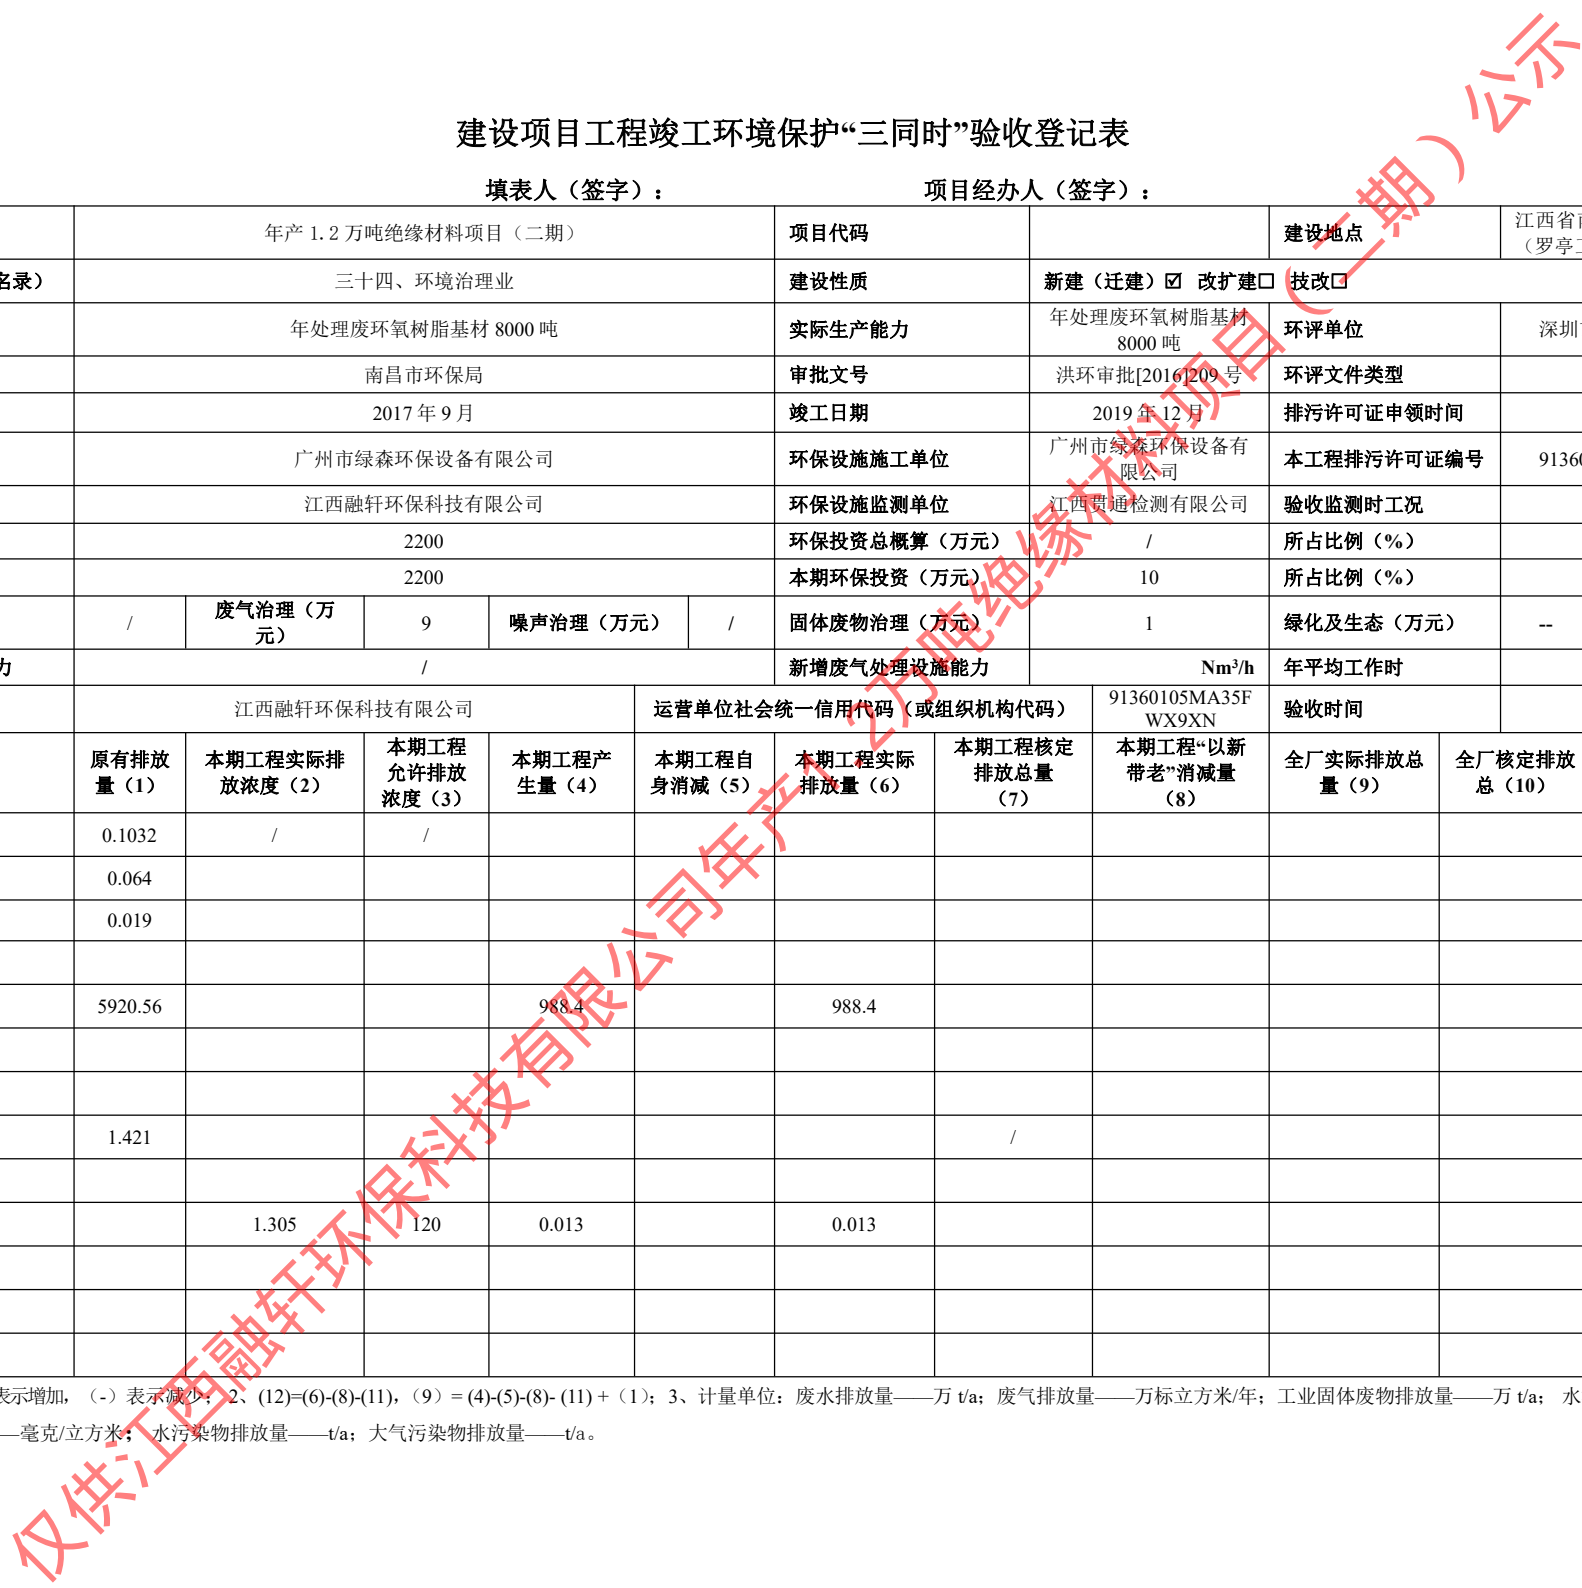 建设项目工程竣工环境保护“三同时”验收登记表
填表人（签字）： 项目经办人（签字）：
年产 1.2 万吨绝缘材料项目（二期） 项目代码 建设地点 江西省
（罗亭
名录） 三十四、环境治理业 建设性质 新建（迁建）☑ 改扩建☐ 技改☐
年处理废环氧树脂基材 8000 吨 实际生产能力 年处理废环氧树脂基材
8000 吨 环评单位 深圳
南昌市环保局 审批文号 洪环审批[2016]209 号 环评文件类型
2017 年 9 月 竣工日期 2019 年 12 月 排污许可证申领时间
广州市绿森环保设备有限公司 环保设施施工单位 广州市绿森环保设备有
限公司 本工程排污许可证编号 9136
江西融轩环保科技有限公司 环保设施监测单位 江西贯通检测有限公司 验收监测时工况
2200 环保投资总概算（万元） / 所占比例（%）
2200 本期环保投资（万元） 10 所占比例（%）
/ 废气治理（万
元） 9 噪声治理（万元） / 固体废物治理（万元） 1 绿化及生态（万元） --
力 / 新增废气处理设施能力 Nm³/h 年平均工作时
江西融轩环保科技有限公司 运营单位社会统一信用代码（或组织机构代码） 91360105MA35F
WX9XN 验收时间
原有排放
量（1） 本期工程实际排
放浓度（2） 本期工程
允许排放
浓度（3） 本期工程产
生量（4） 本期工程自
身消减（5） 本期工程实际
排放量（6） 本期工程核定
排放总量
（7） 本期工程“以新
带老”消减量
（8） 全厂实际排放总
量（9） 全厂核定排放
总（10）
0.1032 / /
0.064
0.019
5920.56 988.4 988.4
1.421 /
1.305 120 0.013 0.013
表示增加，（-）表示减少；2、(12)=(6)-(8)-(11)，（9）= (4)-(5)-(8)- (11) +（1）；3、计量单位：废水排放量——万 t/a；废气排放量——万标立方米/年；工业固体废物排放量——万 t/a； 水
—毫克/立方米； 水污染物排放量——t/a；大气污染物排放量——t/a。
仅供江西融轩环保科技有限公司年产1.2万吨绝缘材料项目（二期）公示